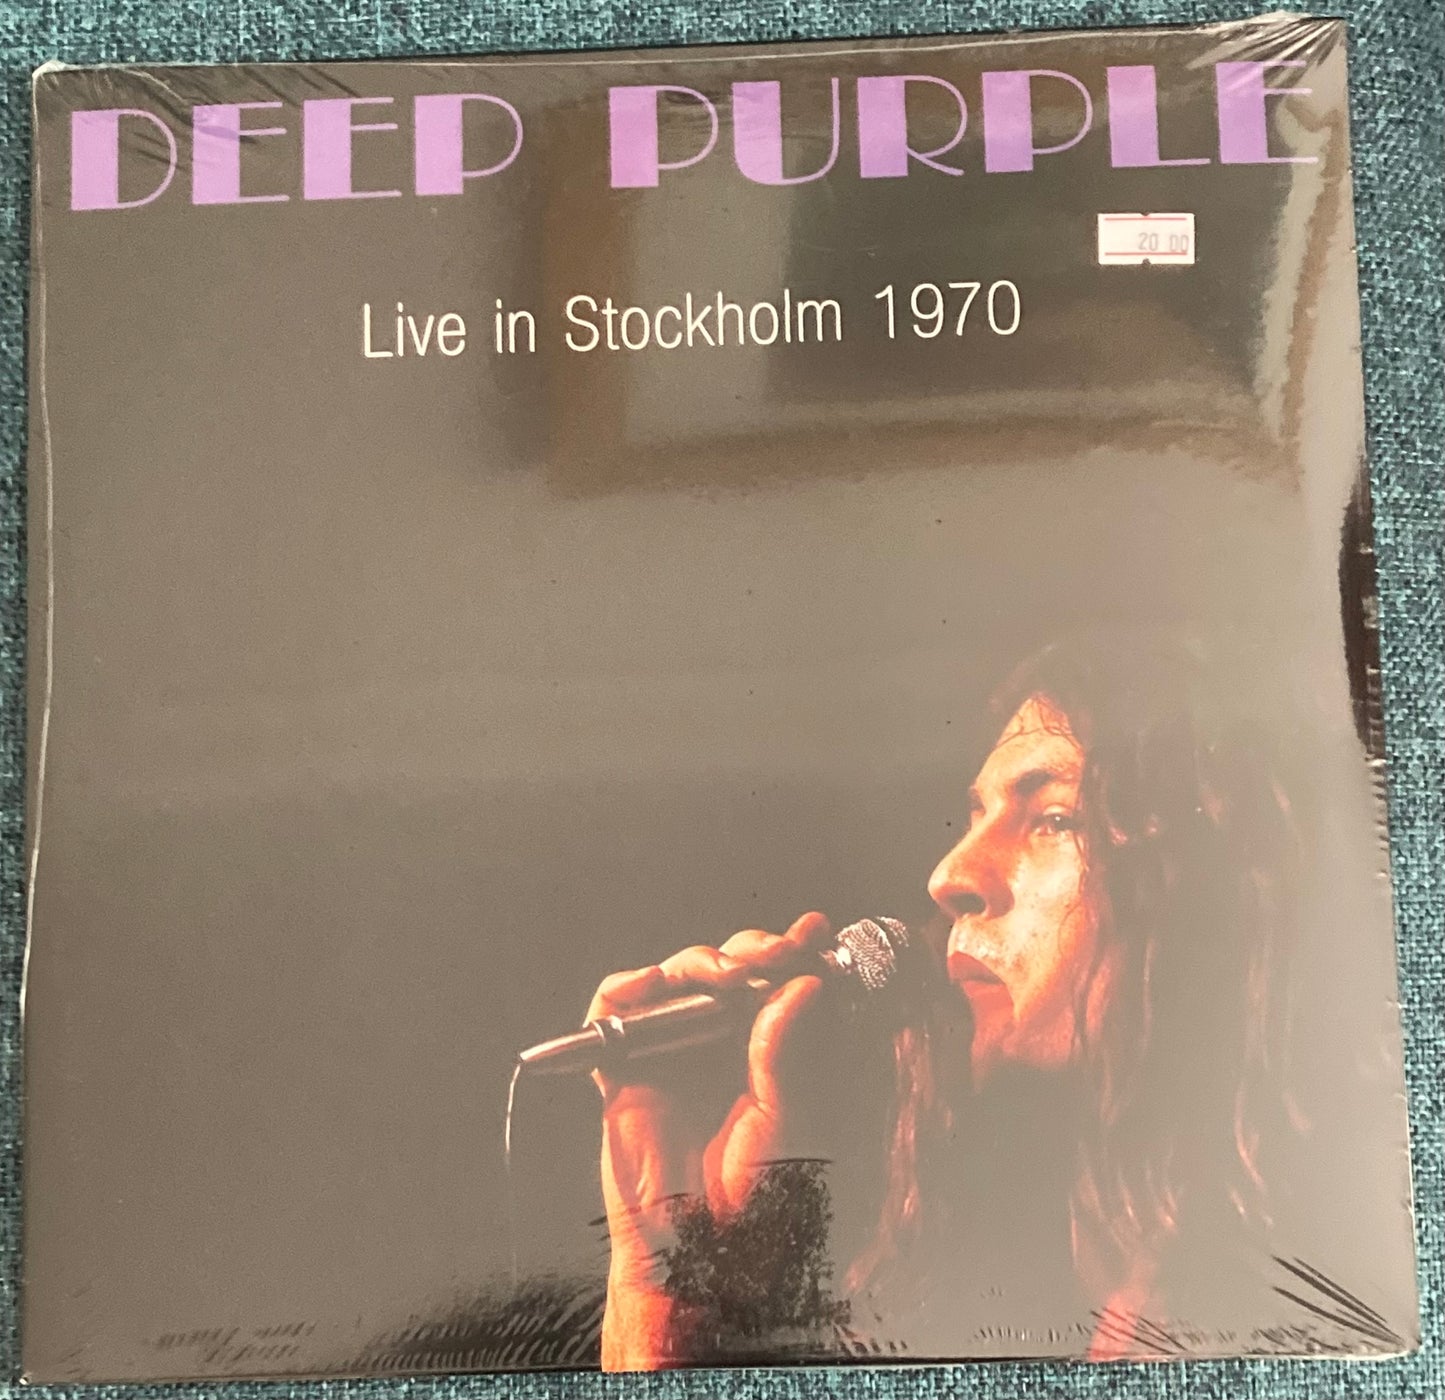 DEEP PURPLE
20 00
Live in Stockholm 1970